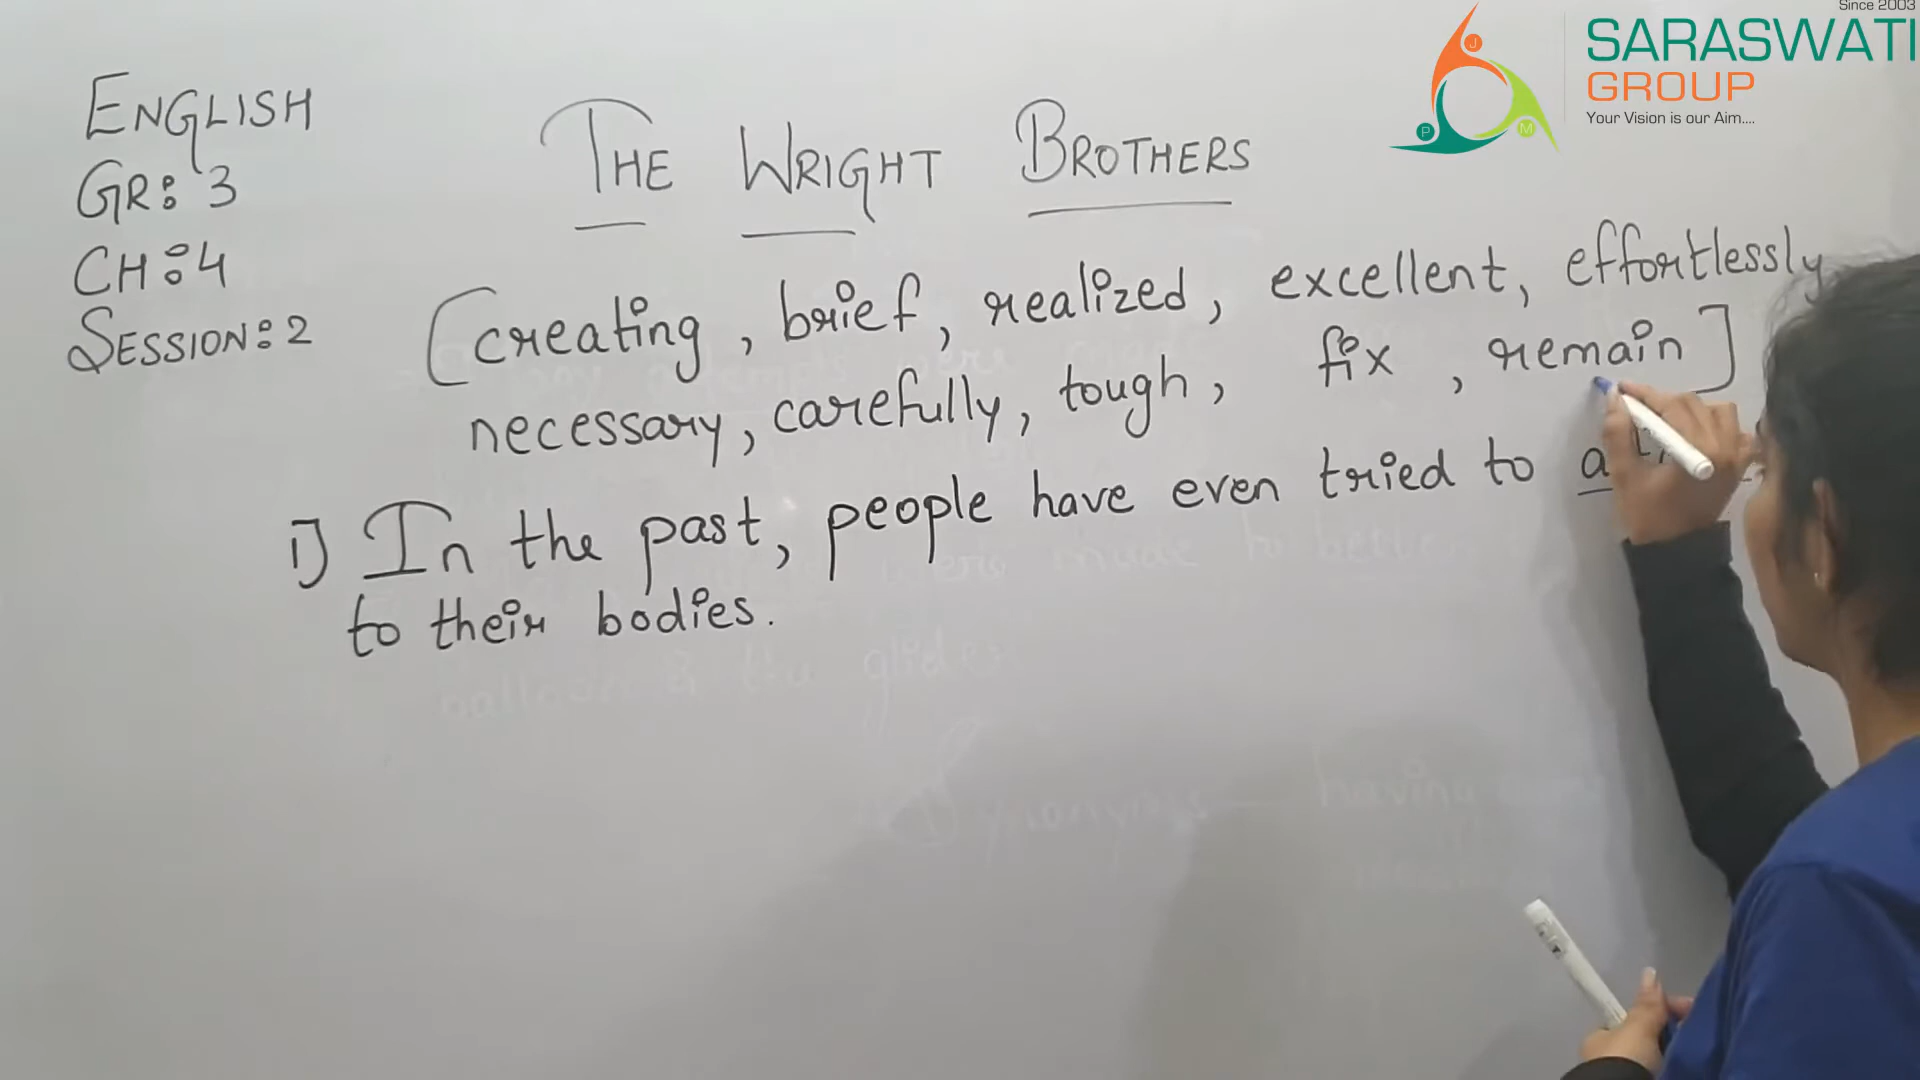 Since 2003
SARASWATI
GROUP
Your Vision is our Aim....
J
P
M
ENGLISH
GR: 3
CH: 4
SESSION: 2
THE WRIGHT BROTHERS
[creating, brief, realized, excellent, effortlessly
necessary, carefully, tough, fix, remain]
1) In the past, people have even tried to
to their bodies.